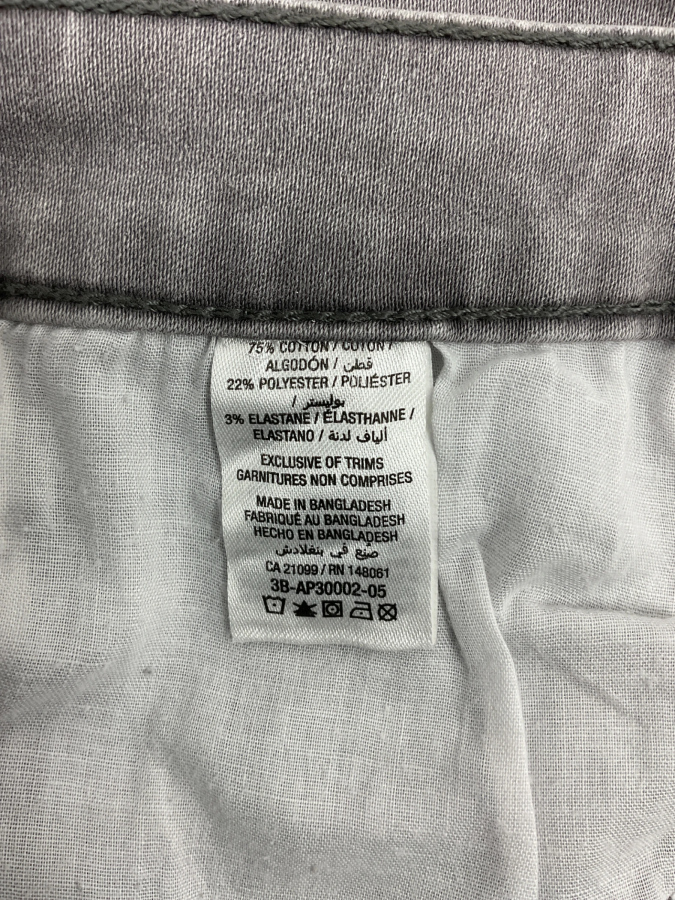 75% COTTON / COTON /
ALGODÓN / قطن
22% POLYESTER / POLIÉSTER
/ بوليستر
3% ELASTANE / ÉLASTHANNE /
ELASTANO / ألياف لدنة
EXCLUSIVE OF TRIMS
GARNITURES NON COMPRISES
MADE IN BANGLADESH
FABRIQUÉ AU BANGLADESH
HECHO EN BANGLADESH
صنع في بنغلادش
CA 21099 / RN 148061
3B-AP30002-05